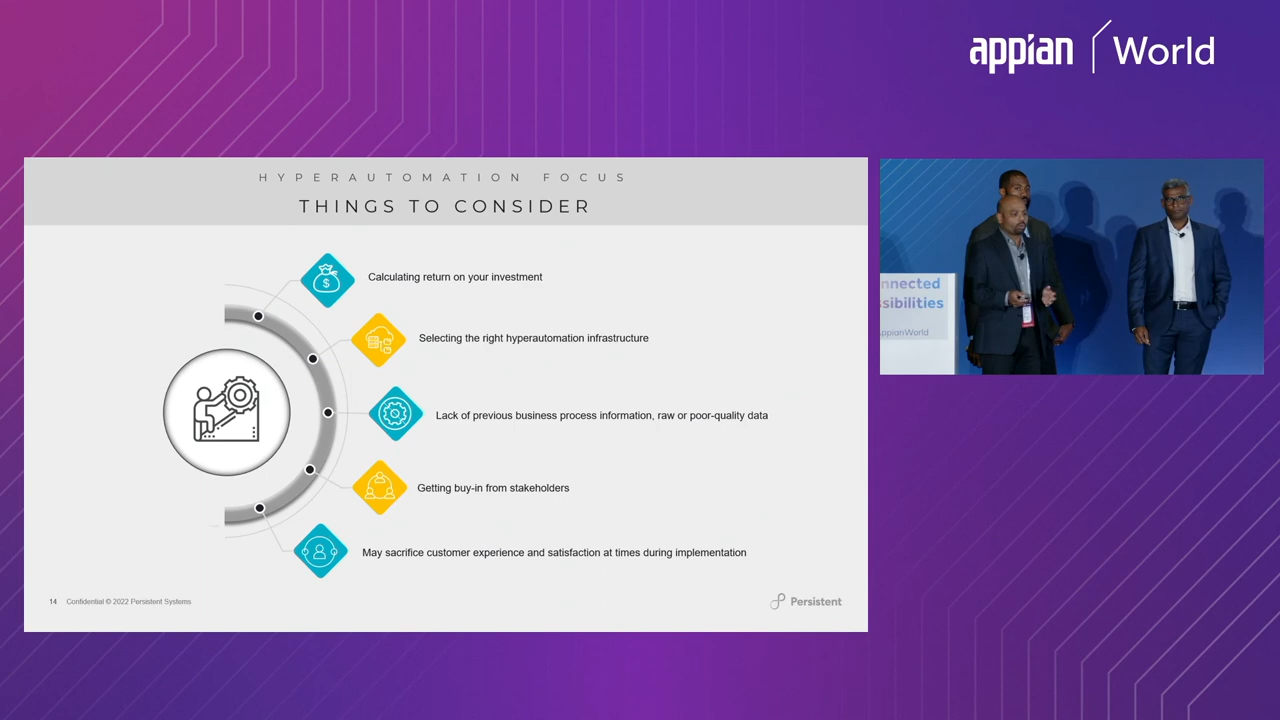 appian World
HYPERAUTOMATION FOCUS
THINGS TO CONSIDER
Calculating return on your investment
Selecting the right hyperautomation infrastructure
Lack of previous business process information, raw or poor-quality data
Getting buy-in from stakeholders
May sacrifice customer experience and satisfaction at times during implementation
14 Confidential © 2022 Persistent Systems
Persistent
nnected
ssibilities
AppianWorld